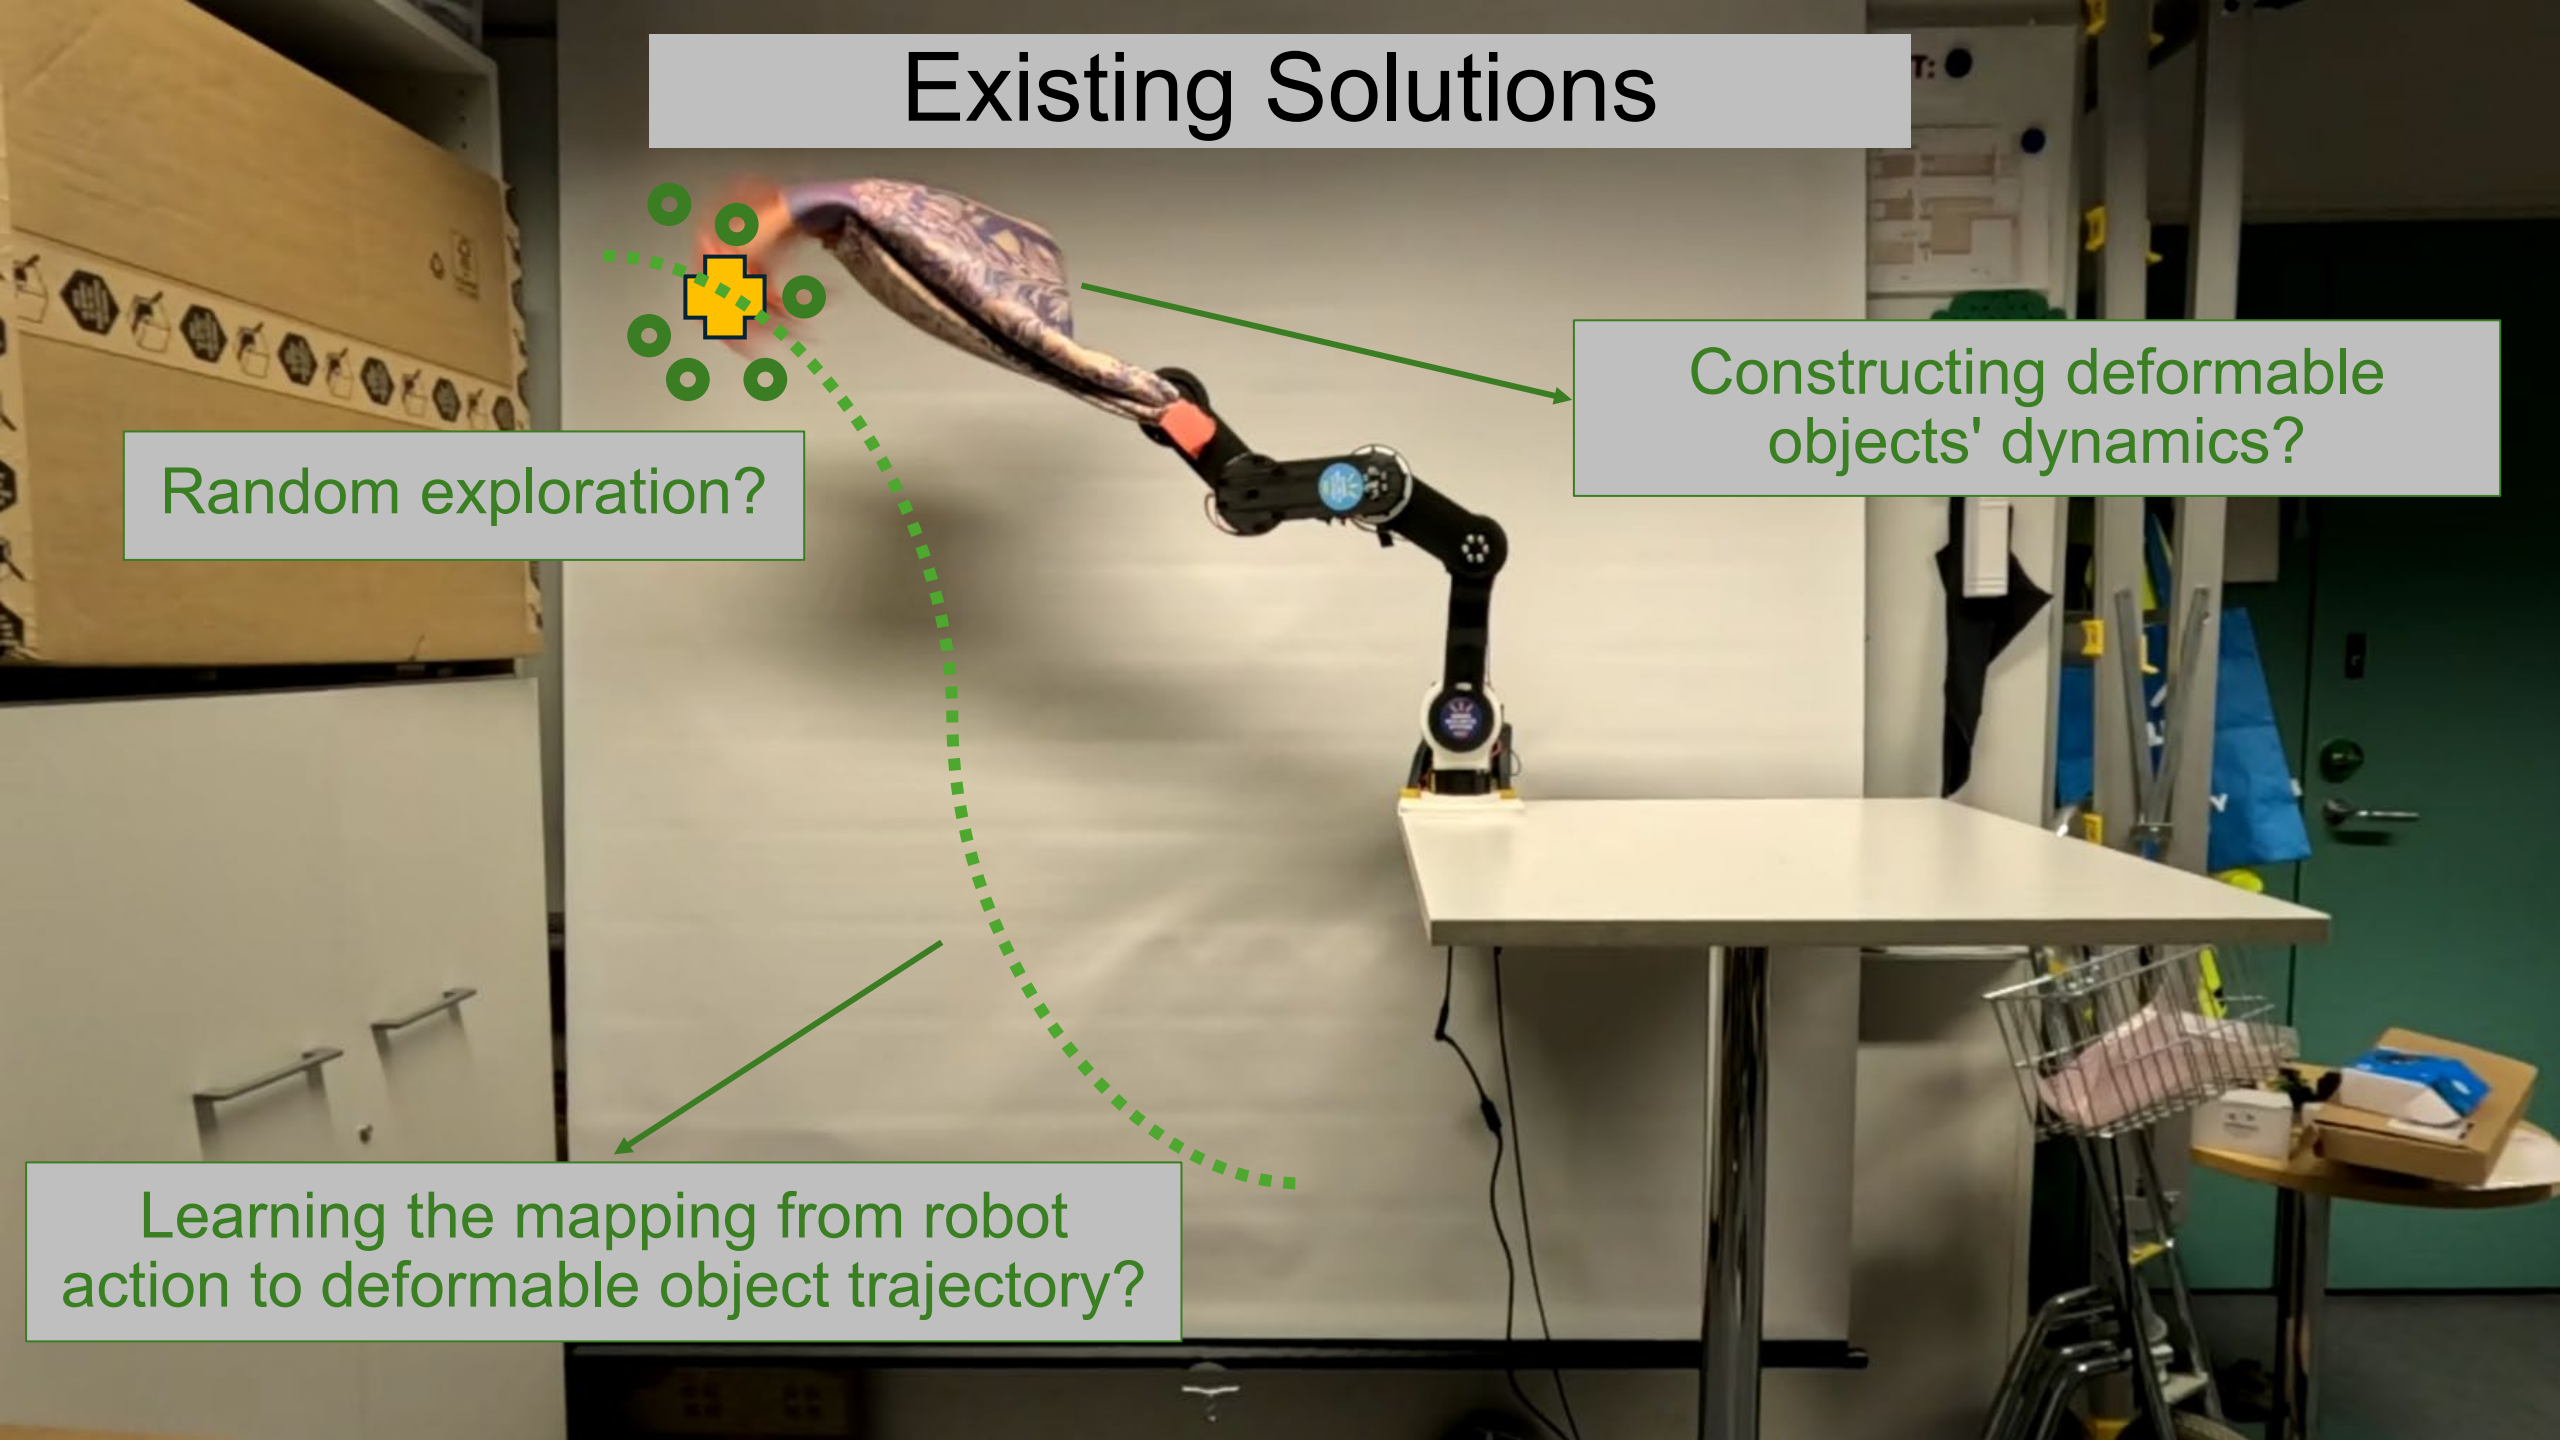 Existing Solutions
T:
Constructing deformable
objects' dynamics?
Random exploration?
Learning the mapping from robot
action to deformable object trajectory?